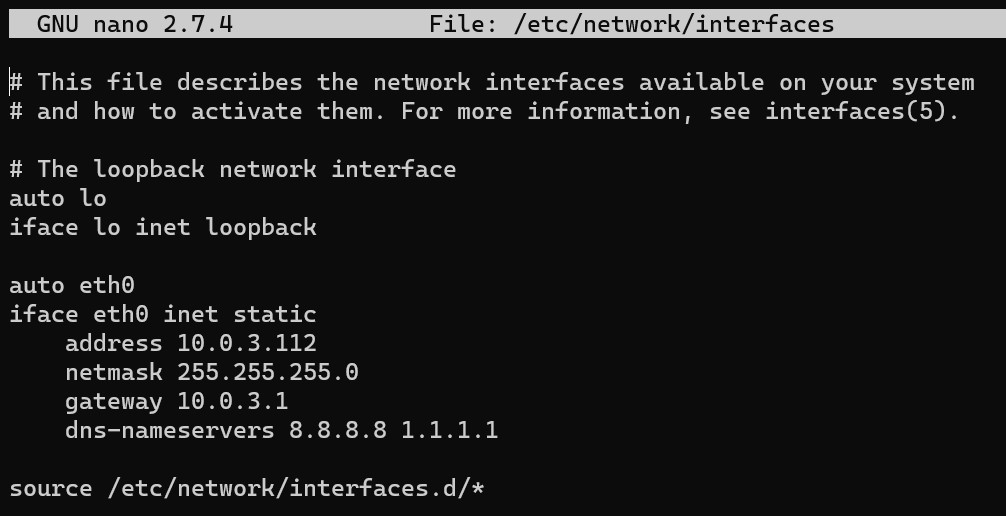 GNU nano 2.7.4 File: /etc/network/interfaces
# This file describes the network interfaces available on your system
# and how to activate them. For more information, see interfaces(5).
# The loopback network interface
auto lo
iface lo inet loopback
auto eth0
iface eth0 inet static
address 10.0.3.112
netmask 255.255.255.0
gateway 10.0.3.1
dns-nameservers 8.8.8.8 1.1.1.1
source /etc/network/interfaces.d/*